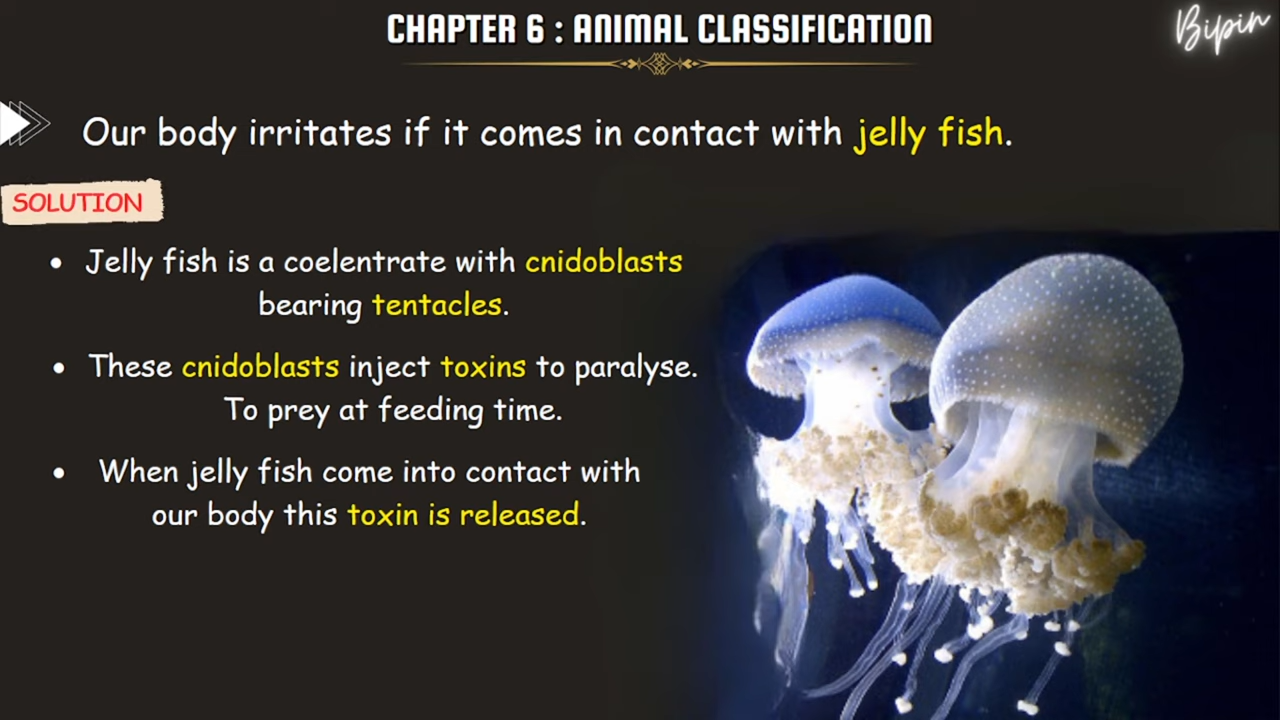 CHAPTER 6 : ANIMAL CLASSIFICATION
Bipin
Our body irritates if it comes in contact with jelly fish.
SOLUTION
• Jelly fish is a coelentrate with cnidoblasts
bearing tentacles.
• These cnidoblasts inject toxins to paralyse.
To prey at feeding time.
• When jelly fish come into contact with
our body this toxin is released.